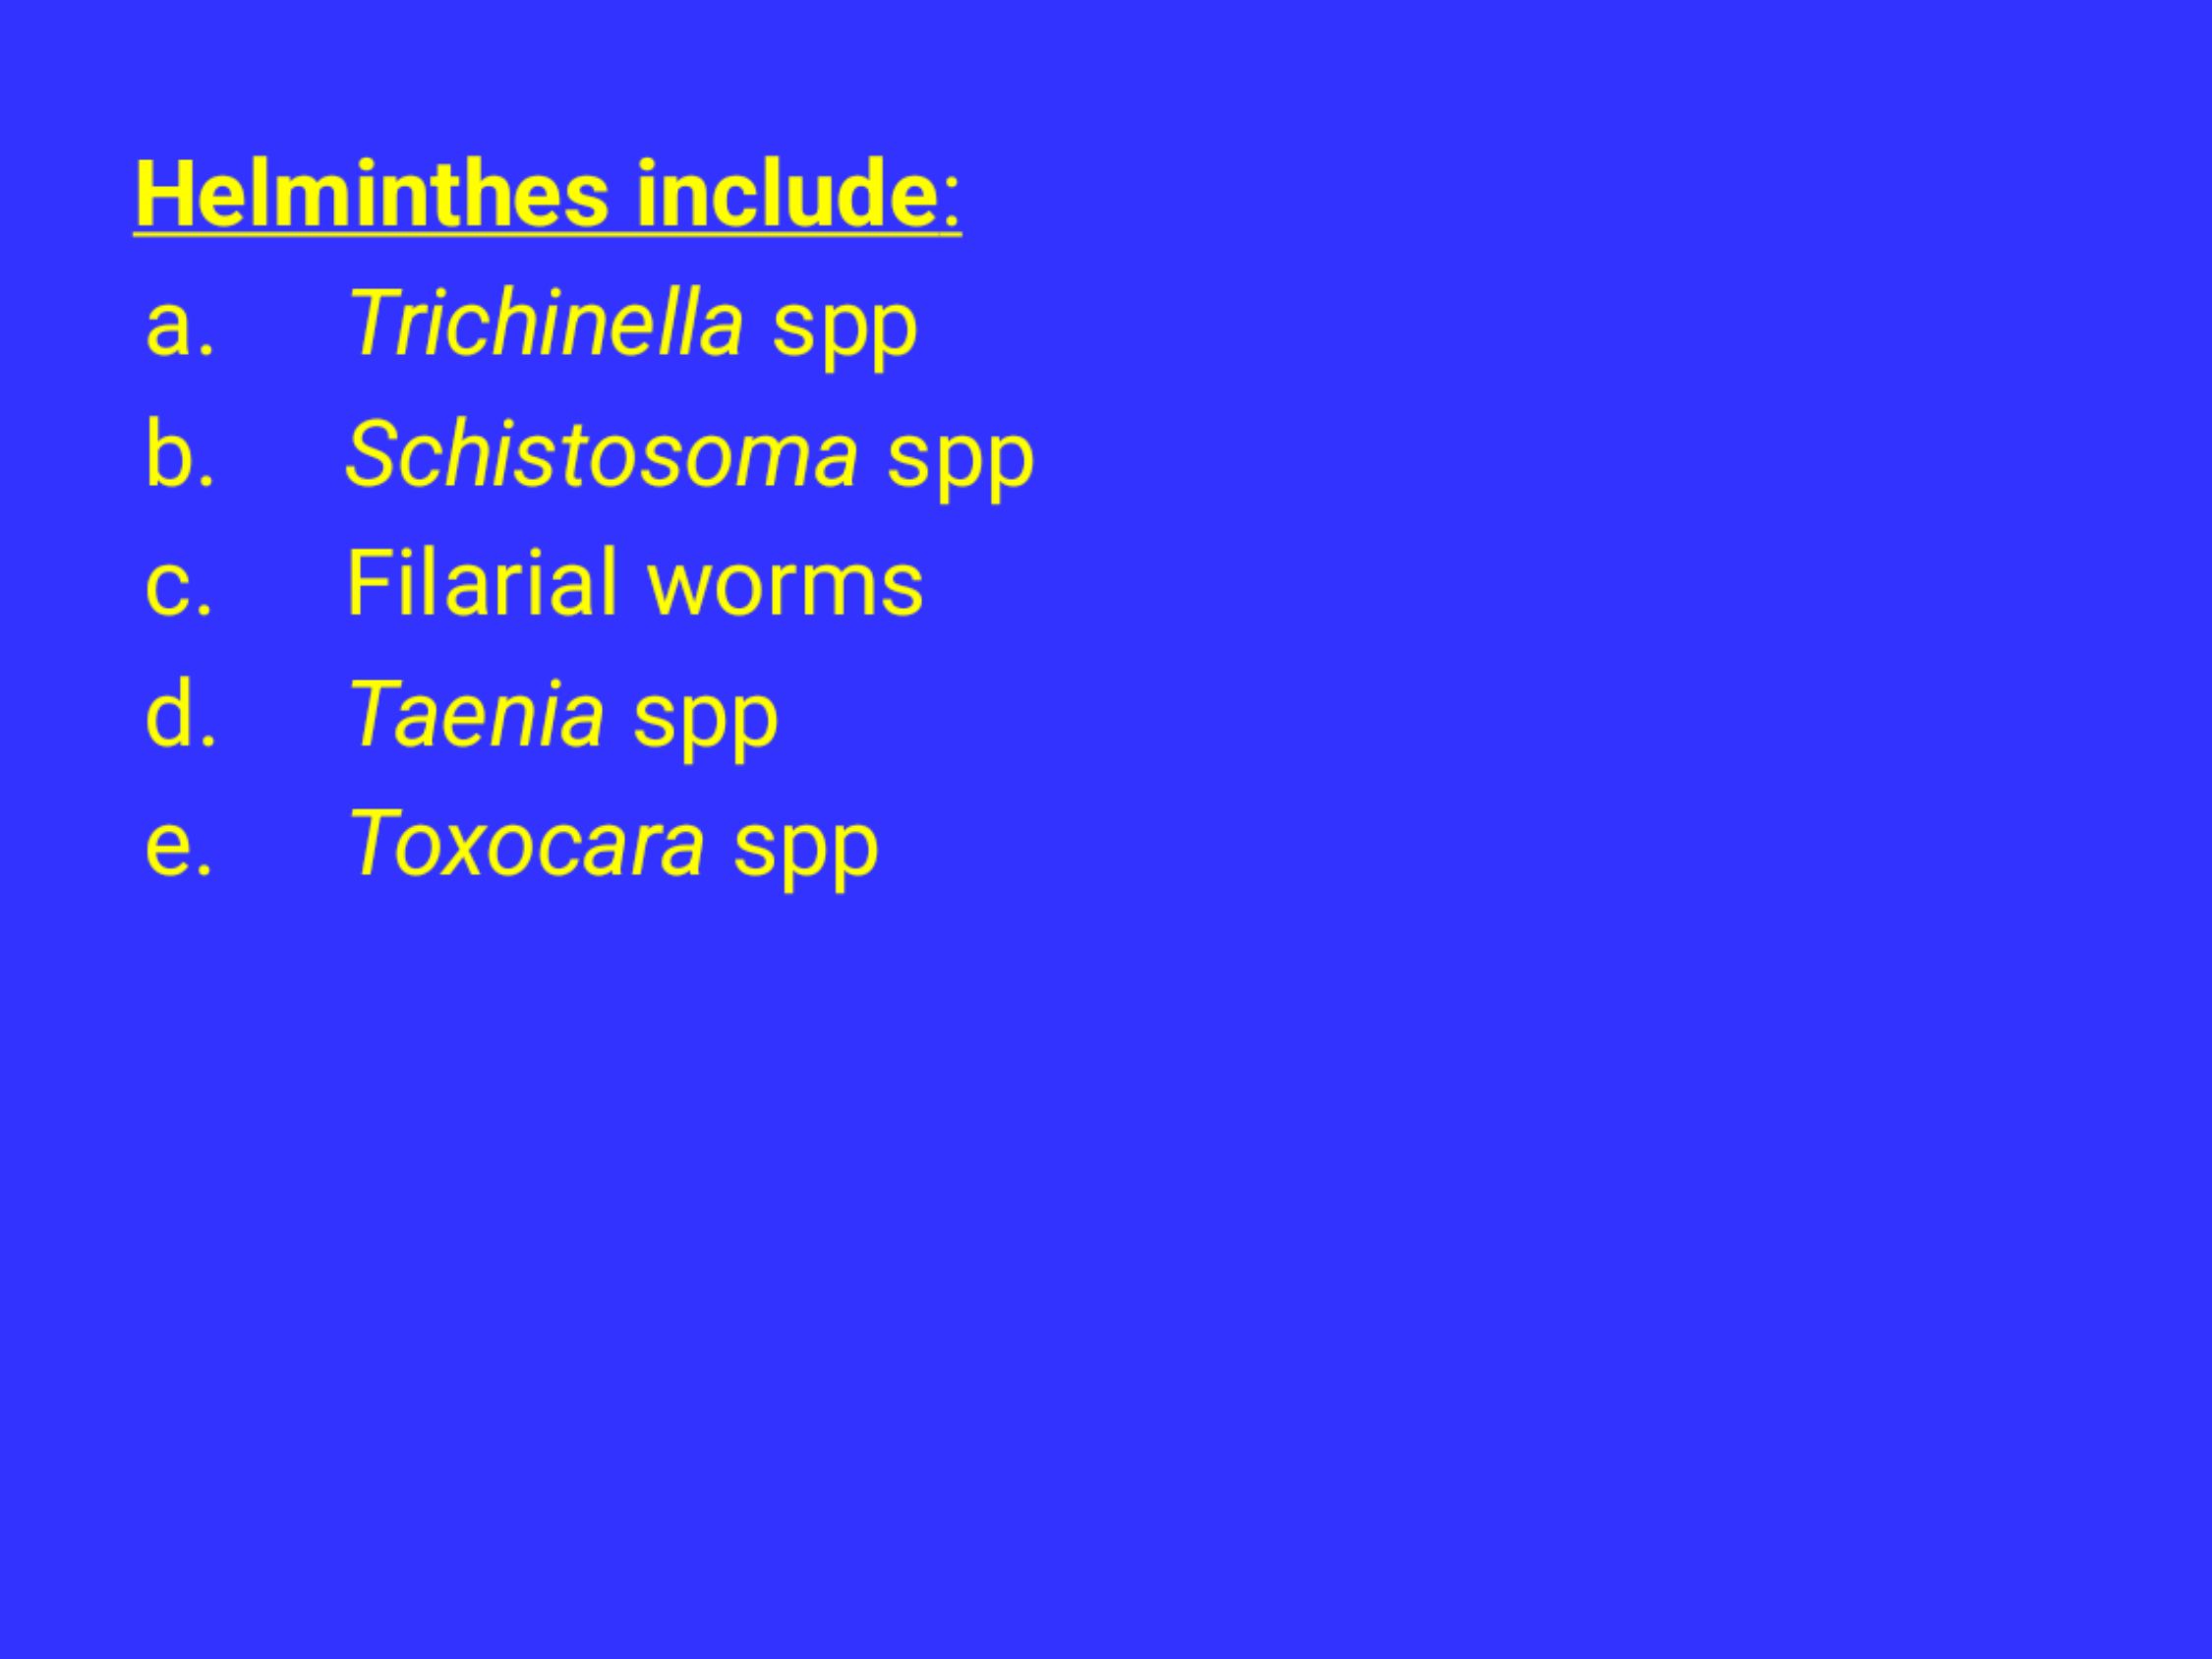 Helminthes include:
a. Trichinella spp
b. Schistosoma spp
c. Filarial worms
d. Taenia spp
e. Toxocara spp